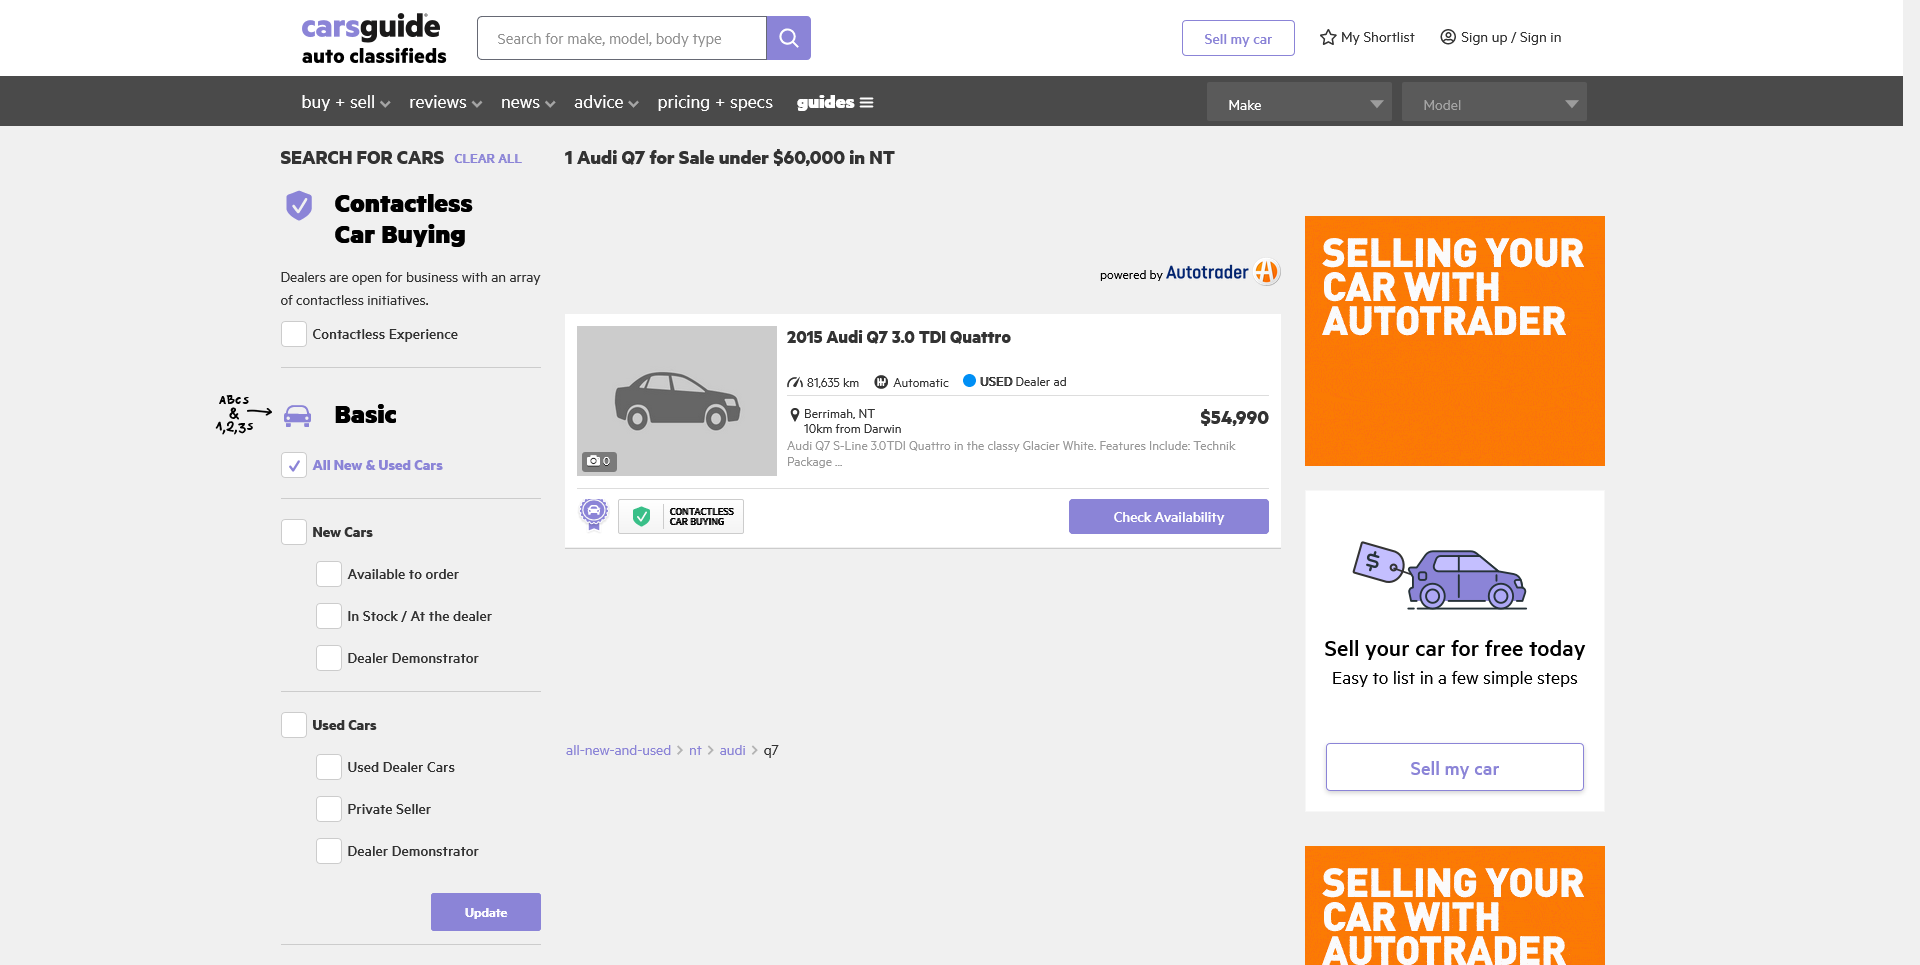 carsguide
auto classifieds
Search for make, model, body type
Sell my car
My Shortlist
Sign up / Sign in
buy + sell
reviews
news
advice
pricing + specs
guides
Make
Model
SEARCH FOR CARS CLEAR ALL
Contactless
Car Buying
Dealers are open for business with an array
of contactless initiatives.
Contactless Experience
ABCs
&
1,2,3s
Basic
All New & Used Cars
New Cars
Available to order
In Stock / At the dealer
Dealer Demonstrator
Used Cars
Used Dealer Cars
Private Seller
Dealer Demonstrator
Update
1 Audi Q7 for Sale under $60,000 in NT
powered by Autotrader
2015 Audi Q7 3.0 TDI Quattro
81,635 km Automatic USED Dealer ad
Berrimah, NT
10km from Darwin
$54,990
Audi Q7 S-Line 3.0TDI Quattro in the classy Glacier White. Features Include: Technik
Package ...
0
CONTACTLESS
CAR BUYING
Check Availability
all-new-and-used > nt > audi > q7
SELLING YOUR
CAR WITH
AUTOTRADER
$
Sell your car for free today
Easy to list in a few simple steps
Sell my car
SELLING YOUR
CAR WITH
AUTOTRADER